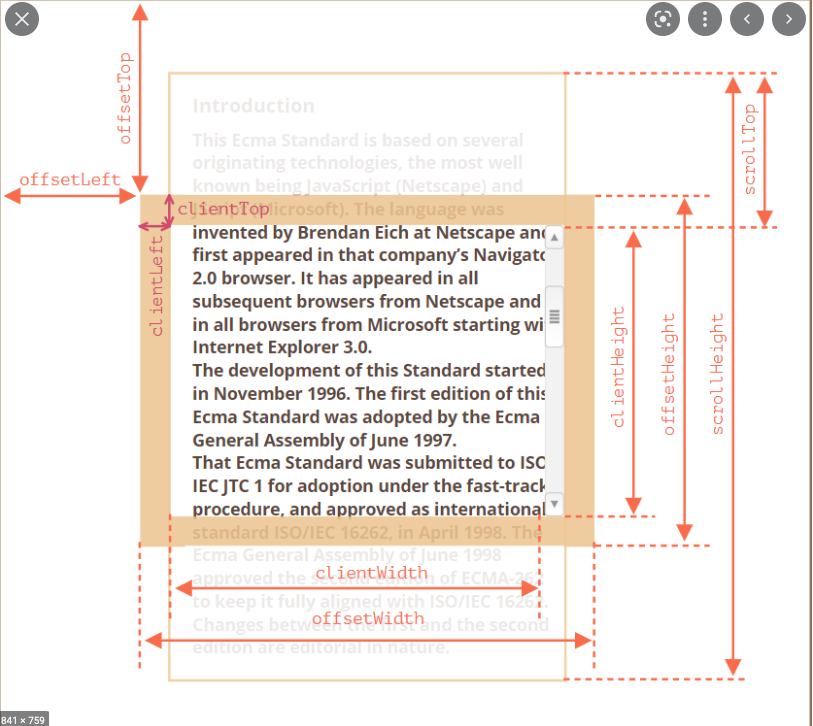 offsetTop
offsetLeft
Introduction
This Ecma Standard is based on several
originating technologies, the most well
known being JavaScript (Netscape) and
clientTop
JScript (Microsoft). The language was
clientLeft
invented by Brendan Eich at Netscape and
first appeared in that company’s Navigato
2.0 browser. It has appeared in all
subsequent browsers from Netscape and
in all browsers from Microsoft starting wi
Internet Explorer 3.0.
The development of this Standard started
in November 1996. The first edition of this
Ecma Standard was adopted by the Ecma
General Assembly of June 1997.
That Ecma Standard was submitted to ISO
IEC JTC 1 for adoption under the fast-track
procedure, and approved as international
standard ISO/IEC 16262, in April 1998. The
Ecma General Assembly of June 1998
approved the second edition of ECMA-262
to keep it fully aligned with ISO/IEC 16262.
Changes between the first and the second
edition are editorial in nature.
clientWidth
offsetWidth
clientHeight
offsetHeight
scrollHeight
scrollTop
841 × 759